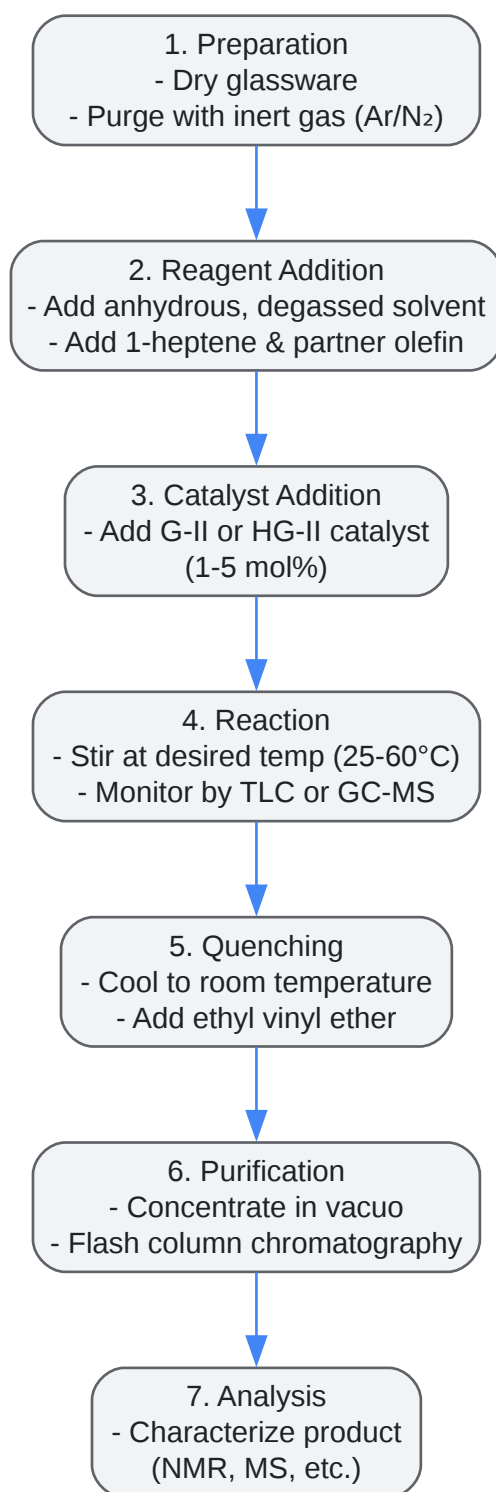 1. Preparation
- Dry glassware
- Purge with inert gas (Ar/N₂)
2. Reagent Addition
- Add anhydrous, degassed solvent
- Add 1-heptene & partner olefin
3. Catalyst Addition
- Add G-II or HG-II catalyst
(1-5 mol%)
4. Reaction
- Stir at desired temp (25-60°C)
- Monitor by TLC or GC-MS
5. Quenching
- Cool to room temperature
- Add ethyl vinyl ether
6. Purification
- Concentrate in vacuo
- Flash column chromatography
7. Analysis
- Characterize product
(NMR, MS, etc.)